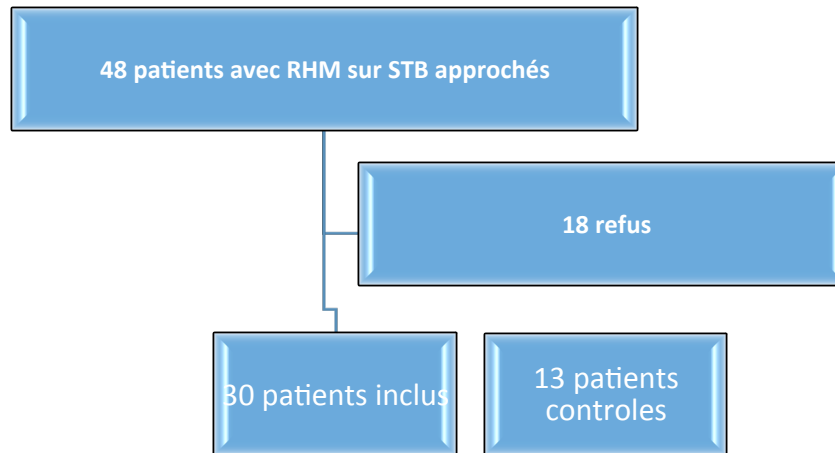 48 patients avec RHM sur STB approchés
18 refus
30 patients inclus
13 patients
controles